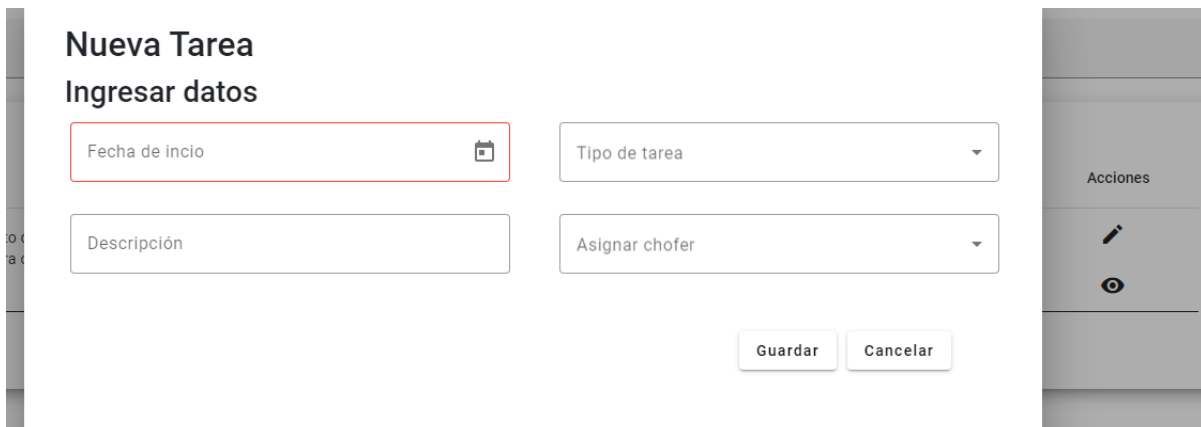 Nueva Tarea
Ingresar datos
Fecha de incio
Tipo de tarea
Acciones
Descripción
Asignar chofer
Guardar
Cancelar